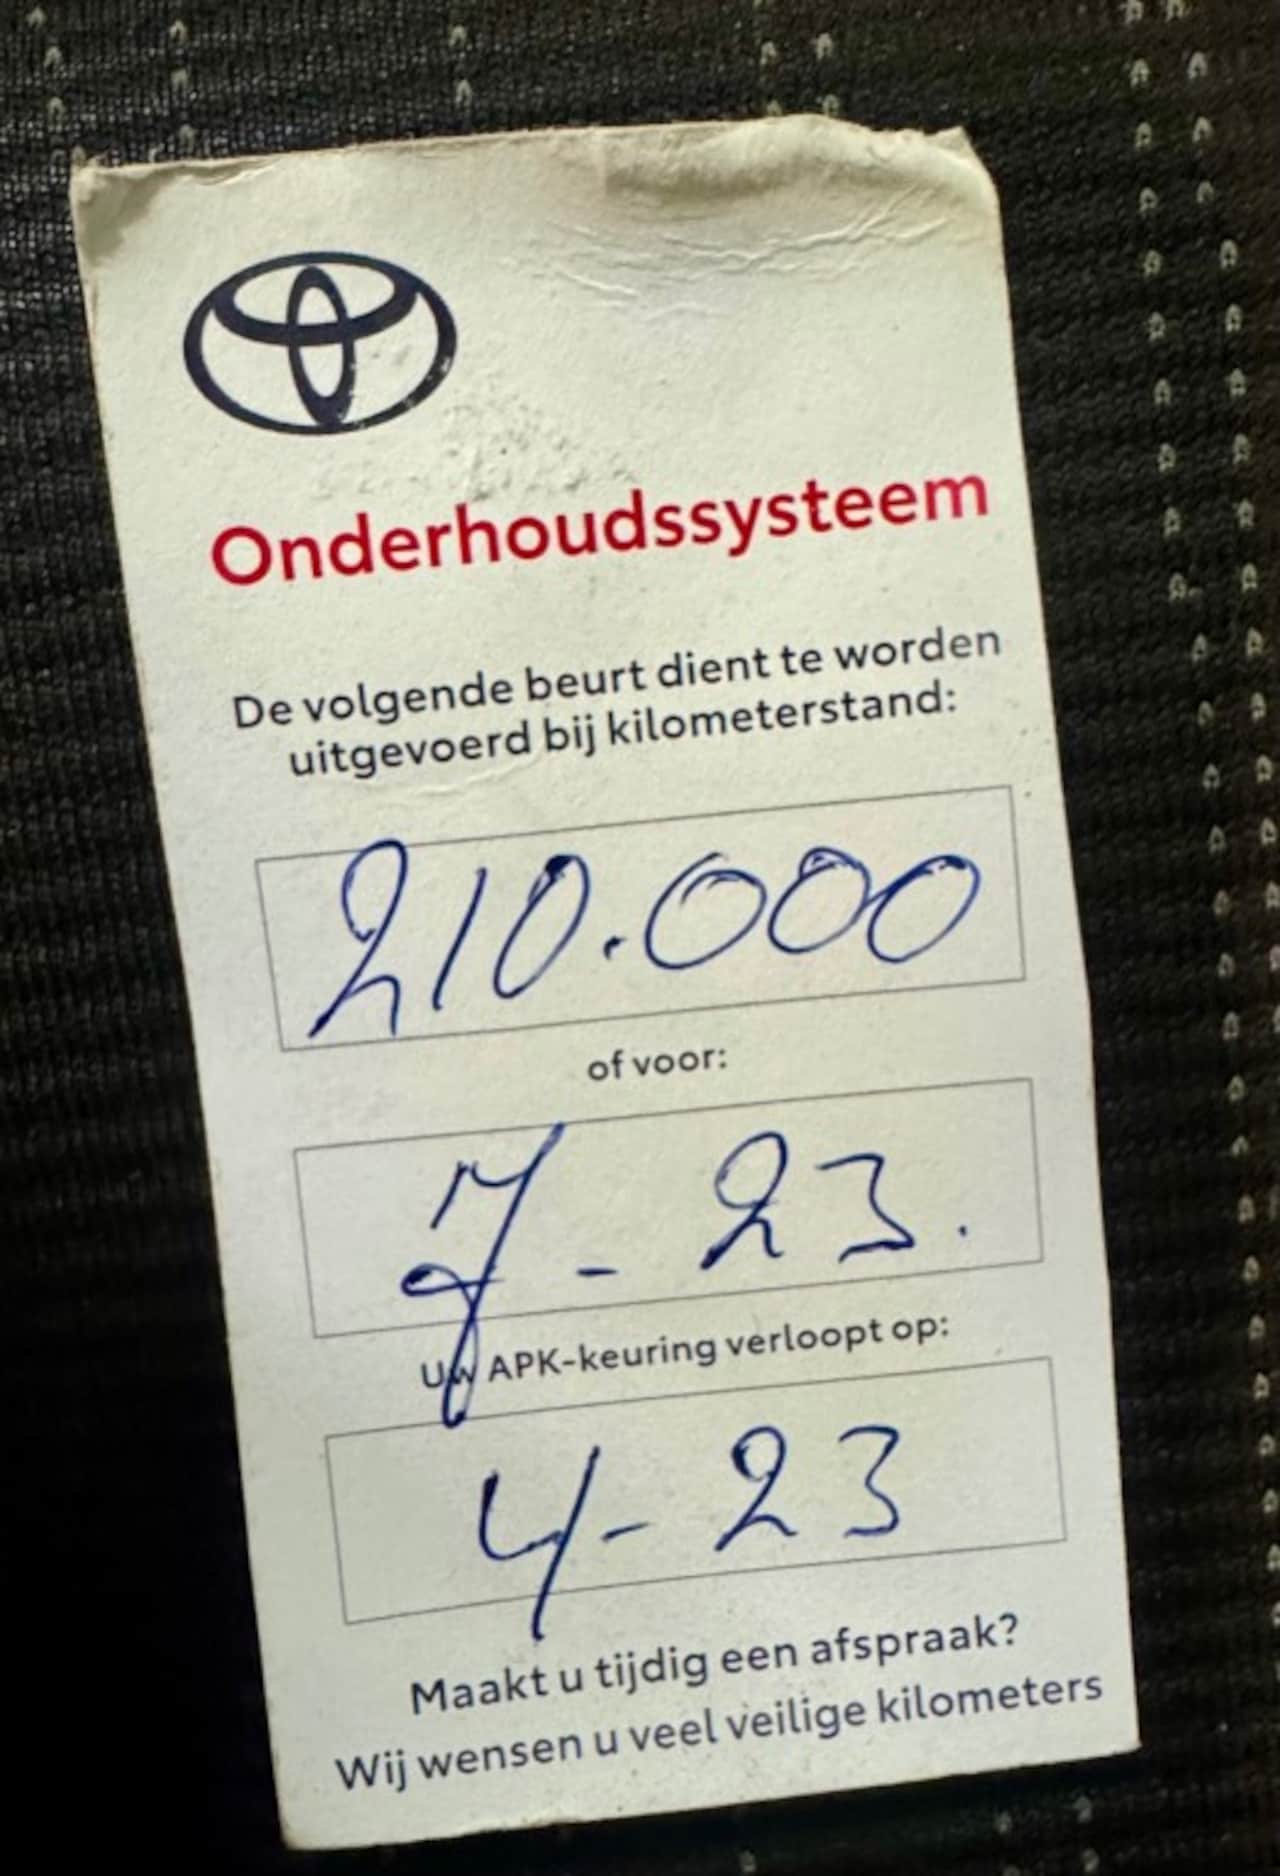 Onderhoudssysteem
De volgende beurt dient te worden
uitgevoerd bij kilometerstand:
210.000
of voor:
7 - 23.
Uw APK-keuring verloopt op:
4 - 23
Maakt u tijdig een afspraak?
Wij wensen u veel veilige kilometers